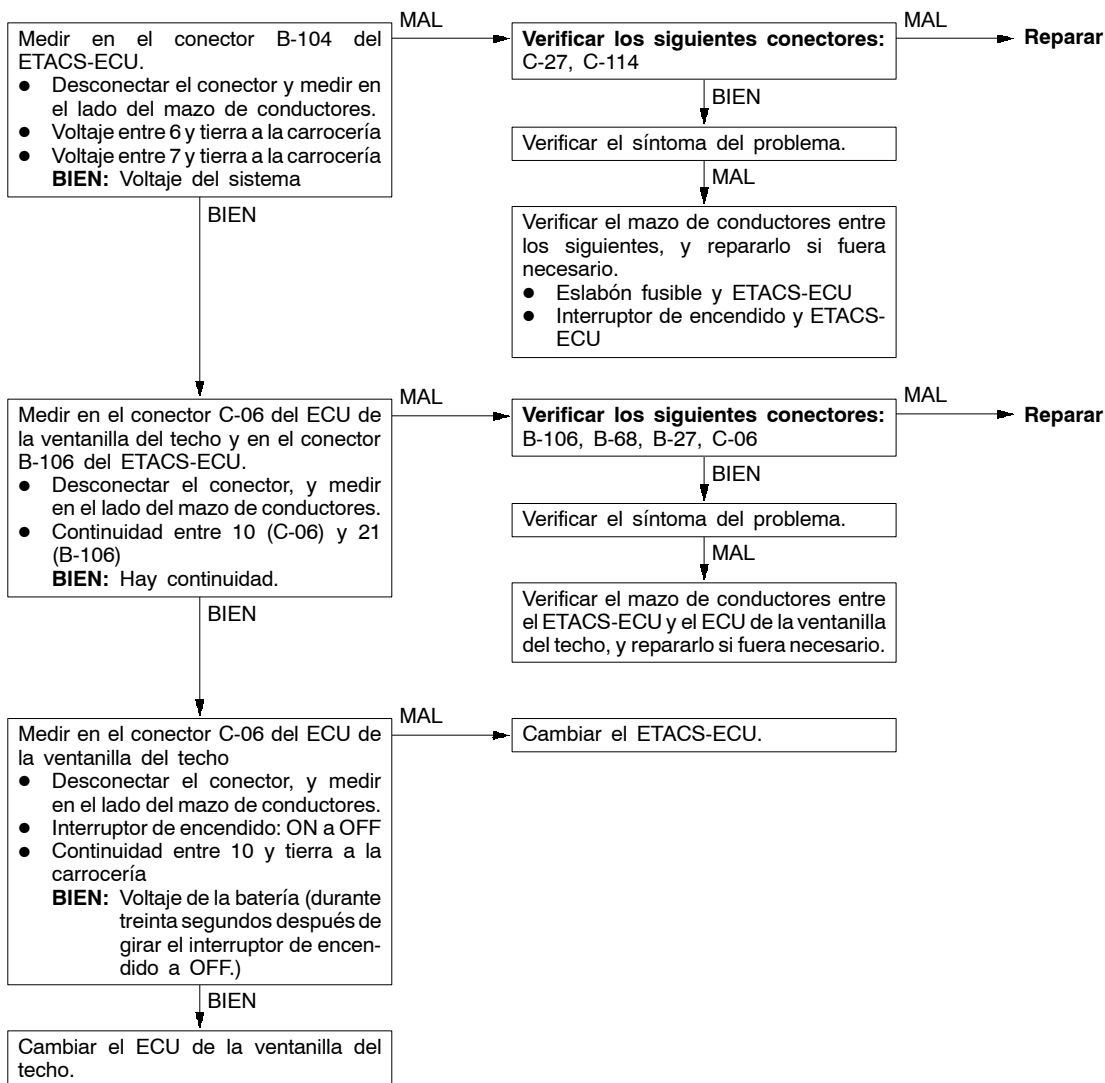 Medir en el conector B-104 del
ETACS-ECU.
● Desconectar el conector y medir en
el lado del mazo de conductores.
● Voltaje entre 6 y tierra a la carrocería
● Voltaje entre 7 y tierra a la carrocería
BIEN: Voltaje del sistema
MAL
Verificar los siguientes conectores:
C-27, C-114
MAL
Reparar
BIEN
Verificar el síntoma del problema.
MAL
Verificar el mazo de conductores entre
los siguientes, y repararlo si fuera
necesario.
● Eslabón fusible y ETACS-ECU
● Interruptor de encendido y ETACS-
ECU
BIEN
Medir en el conector C-06 del ECU de
la ventanilla del techo y en el conector
B-106 del ETACS-ECU.
● Desconectar el conector, y medir
en el lado del mazo de conductores.
● Continuidad entre 10 (C-06) y 21
(B-106)
BIEN: Hay continuidad.
MAL
Verificar los siguientes conectores:
B-106, B-68, B-27, C-06
MAL
Reparar
BIEN
Verificar el síntoma del problema.
MAL
Verificar el mazo de conductores entre
el ETACS-ECU y el ECU de la ventanilla
del techo, y repararlo si fuera necesario.
BIEN
Medir en el conector C-06 del ECU de
la ventanilla del techo
● Desconectar el conector, y medir
en el lado del mazo de conductores.
● Interruptor de encendido: ON a OFF
● Continuidad entre 10 y tierra a la
carrocería
BIEN: Voltaje de la batería (durante
treinta segundos después de
girar el interruptor de encen-
dido a OFF.)
MAL
Cambiar el ETACS-ECU.
BIEN
Cambiar el ECU de la ventanilla del
techo.